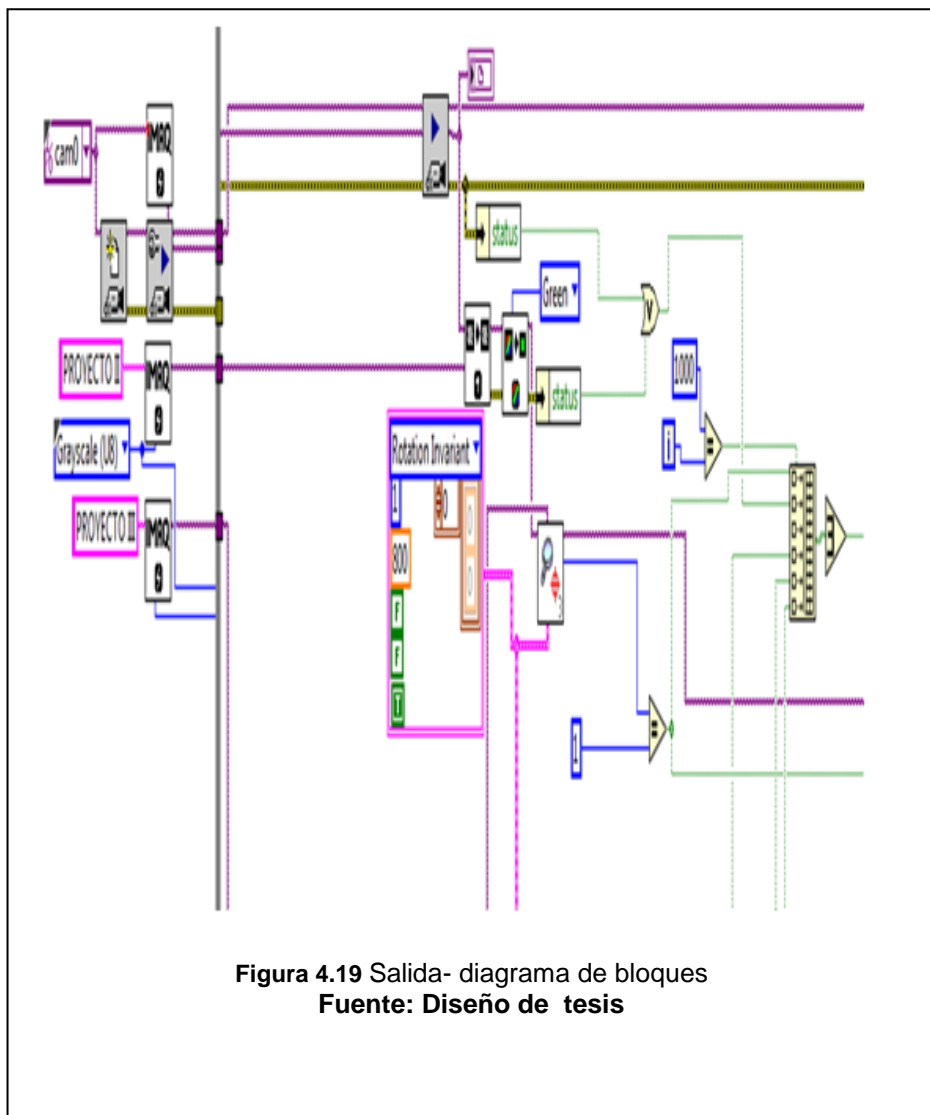 cam0
IMAQ
PROYECTO II
IMAQ
Grayscale (U8)
PROYECTO III
IMAQ
status
Green
status
V
1000
i
Rotation Invariant
1
0
800
F
F
T
1
Figura 4.19 Salida- diagrama de bloques
Fuente: Diseño de tesis